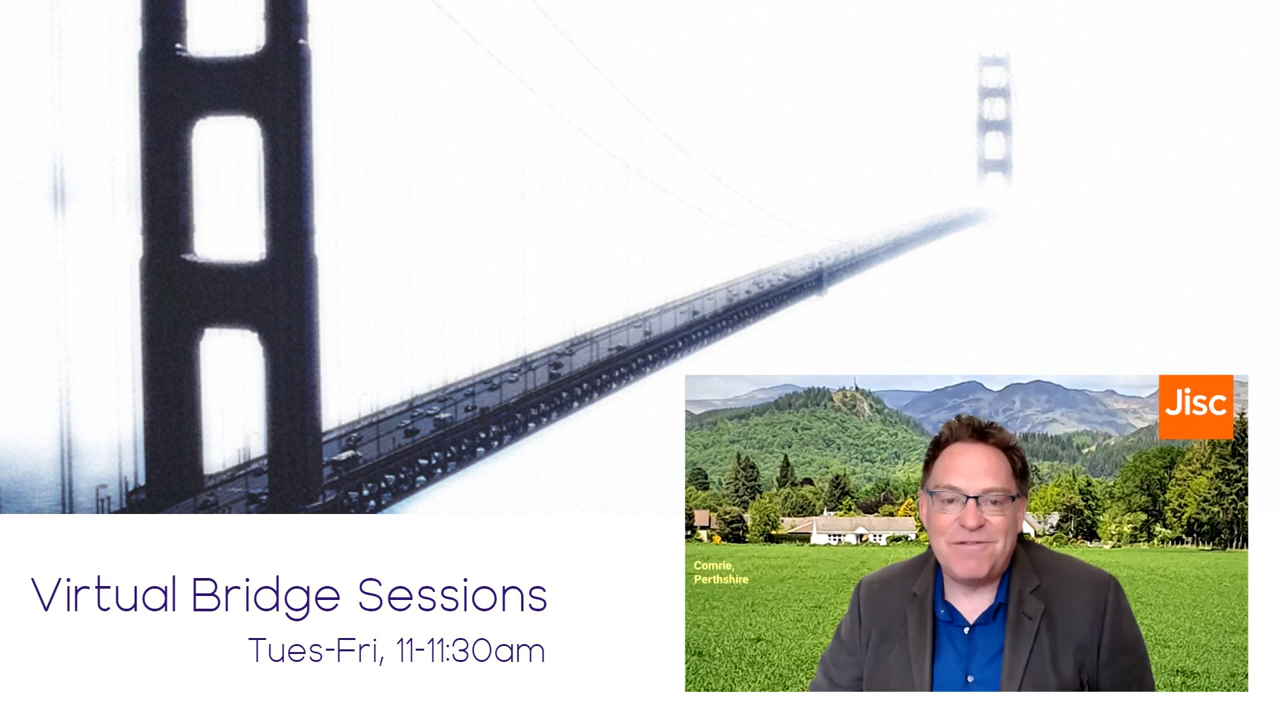 Jisc
Comrie,
Perthshire
Virtual Bridge Sessions
Tues-Fri, 11-11:30am